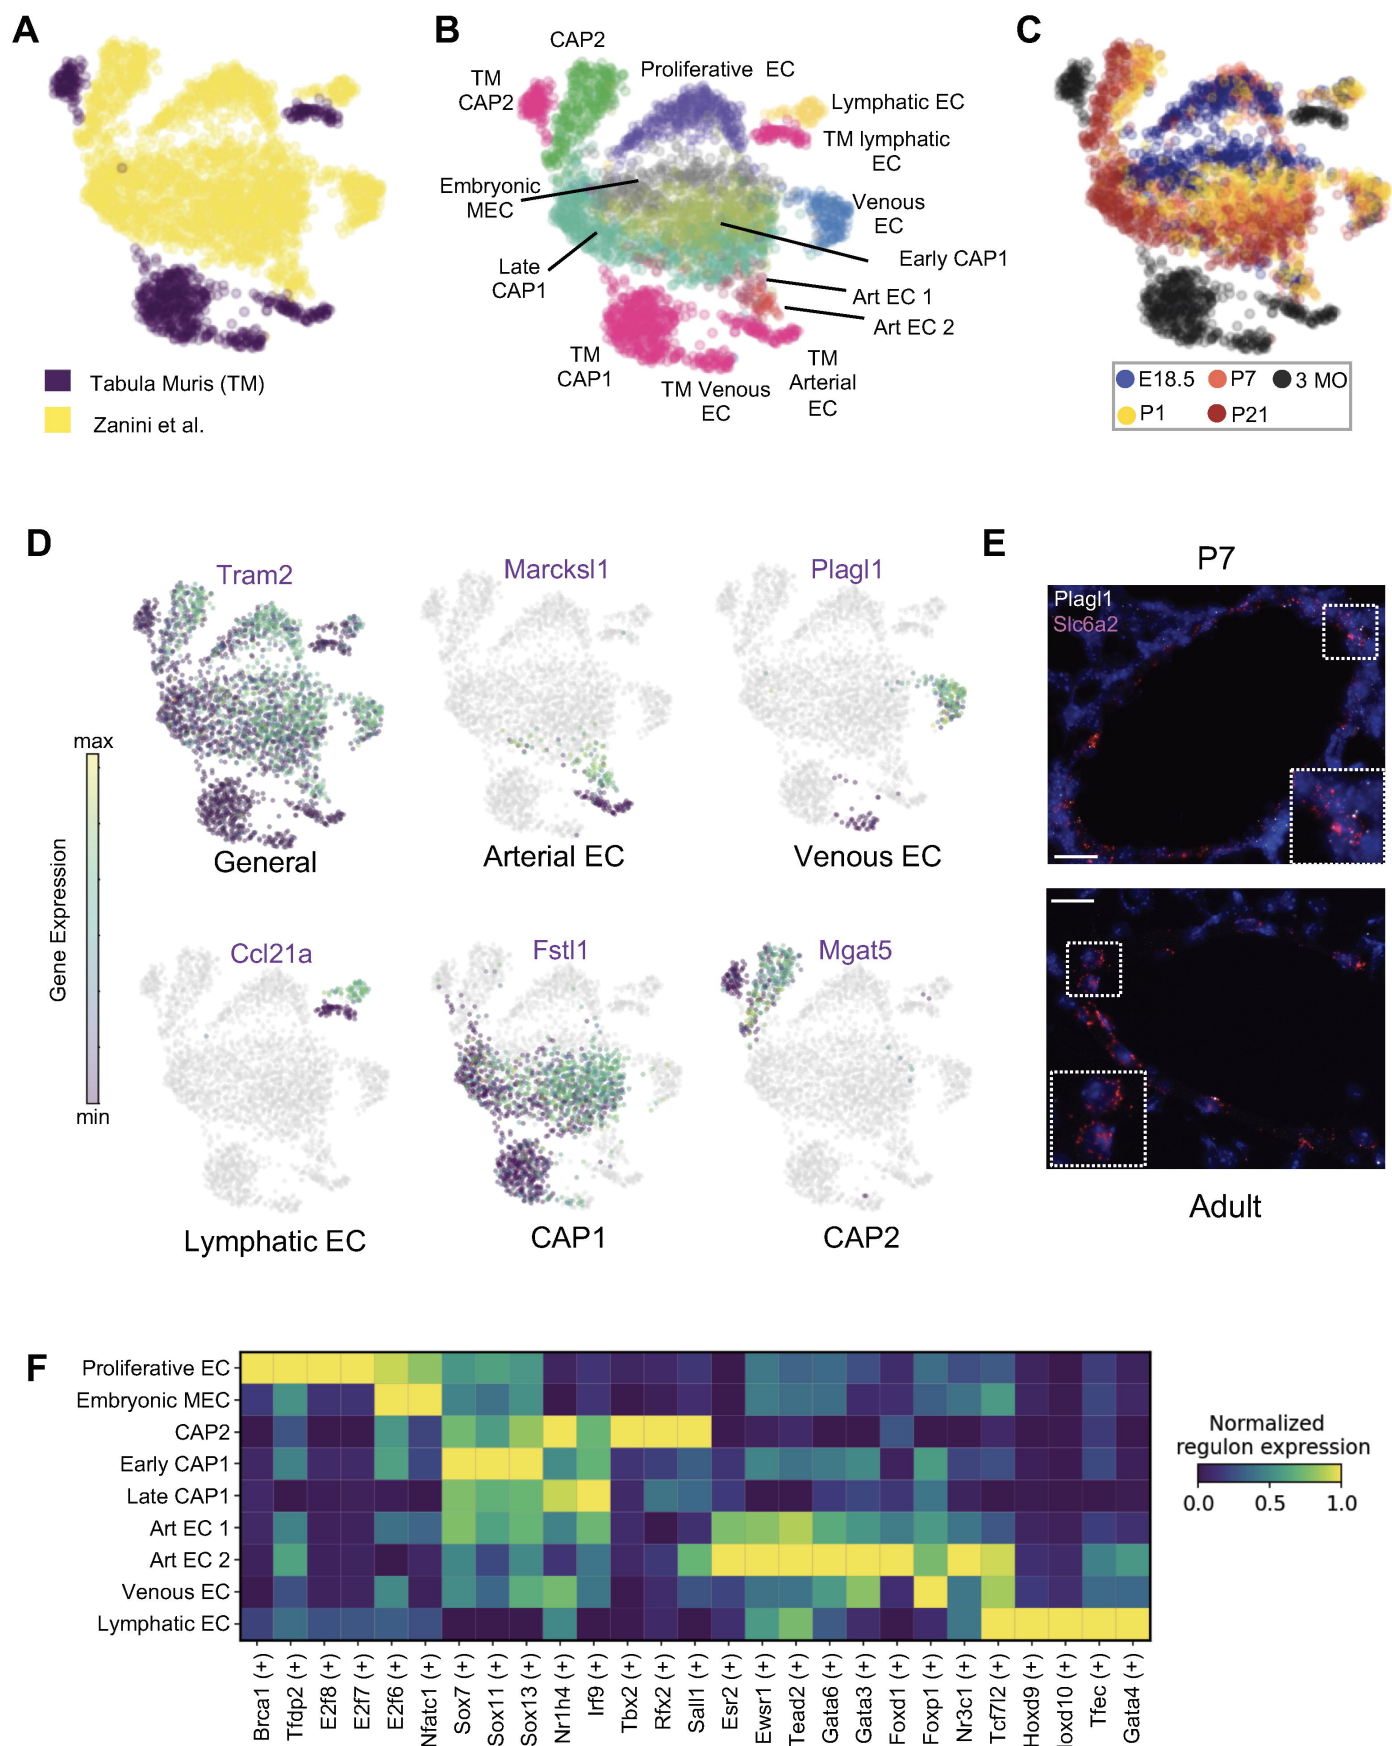 A
B
C
CAP2
TM
CAP2
Proliferative EC
Lymphatic EC
TM lymphatic
EC
Embryonic
MEC
Venous
EC
Late
CAP1
Early CAP1
Art EC 1
Art EC 2
TM
CAP1
TM Venous
EC
TM
Arterial
EC
Tabula Muris (TM)
Zanini et al.
E18.5
P7
3 MO
P1
P21
D
E
Tram2
Marcksl1
Plagl1
General
Arterial EC
Venous EC
Ccl21a
Fstl1
Mgat5
Lymphatic EC
CAP1
CAP2
max
Gene Expression
min
P7
Plagl1
Slc6a2
Adult
F
Proliferative EC
Embryonic MEC
CAP2
Early CAP1
Late CAP1
Art EC 1
Art EC 2
Venous EC
Lymphatic EC
Brca1 (+)
Tfdp2 (+)
E2f8 (+)
E2f7 (+)
E2f6 (+)
Nfatc1 (+)
Sox7 (+)
Sox11 (+)
Sox13 (+)
Nr1h4 (+)
Irf9 (+)
Tbx2 (+)
Rfx2 (+)
Sall1 (+)
Esr2 (+)
Ewsr1 (+)
Tead2 (+)
Gata6 (+)
Gata3 (+)
Foxd1 (+)
Foxp1 (+)
Nr3c1 (+)
Tcf7l2 (+)
Hoxd9 (+)
oxd10 (+)
Tfec (+)
Gata4 (+)
Normalized
regulon expression
0.0
0.5
1.0